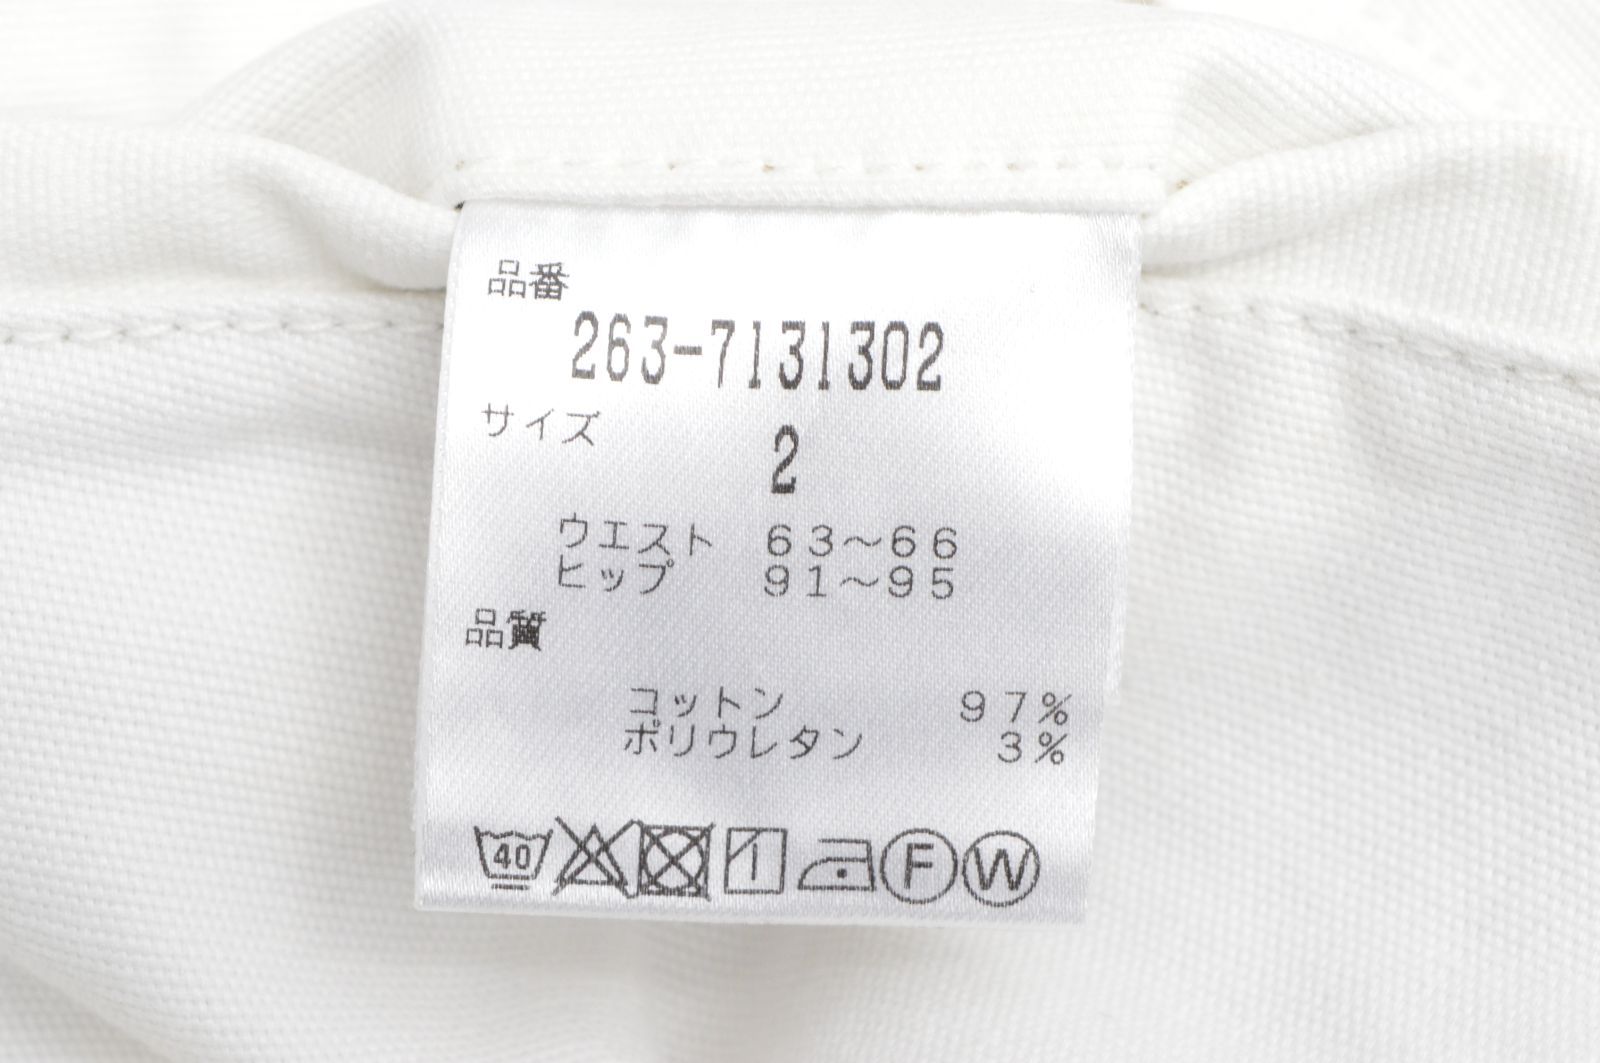 品番
263-7131302
サイズ
2
ウエスト 63～66
ヒップ 91～95
品質
コットン 97%
ポリウレタン 3%
40 F W